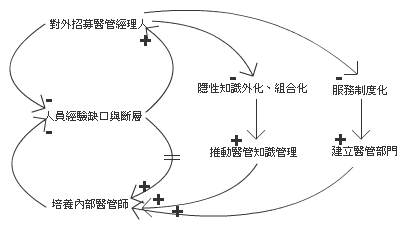 對外招募醫管經理人
+
-
-
隱性知識外化、組合化
服務制度化
-
人員經驗缺口與斷層
-
+
+
推動醫管知識管理
建立醫管部門
+
+
+
培養內部醫管師